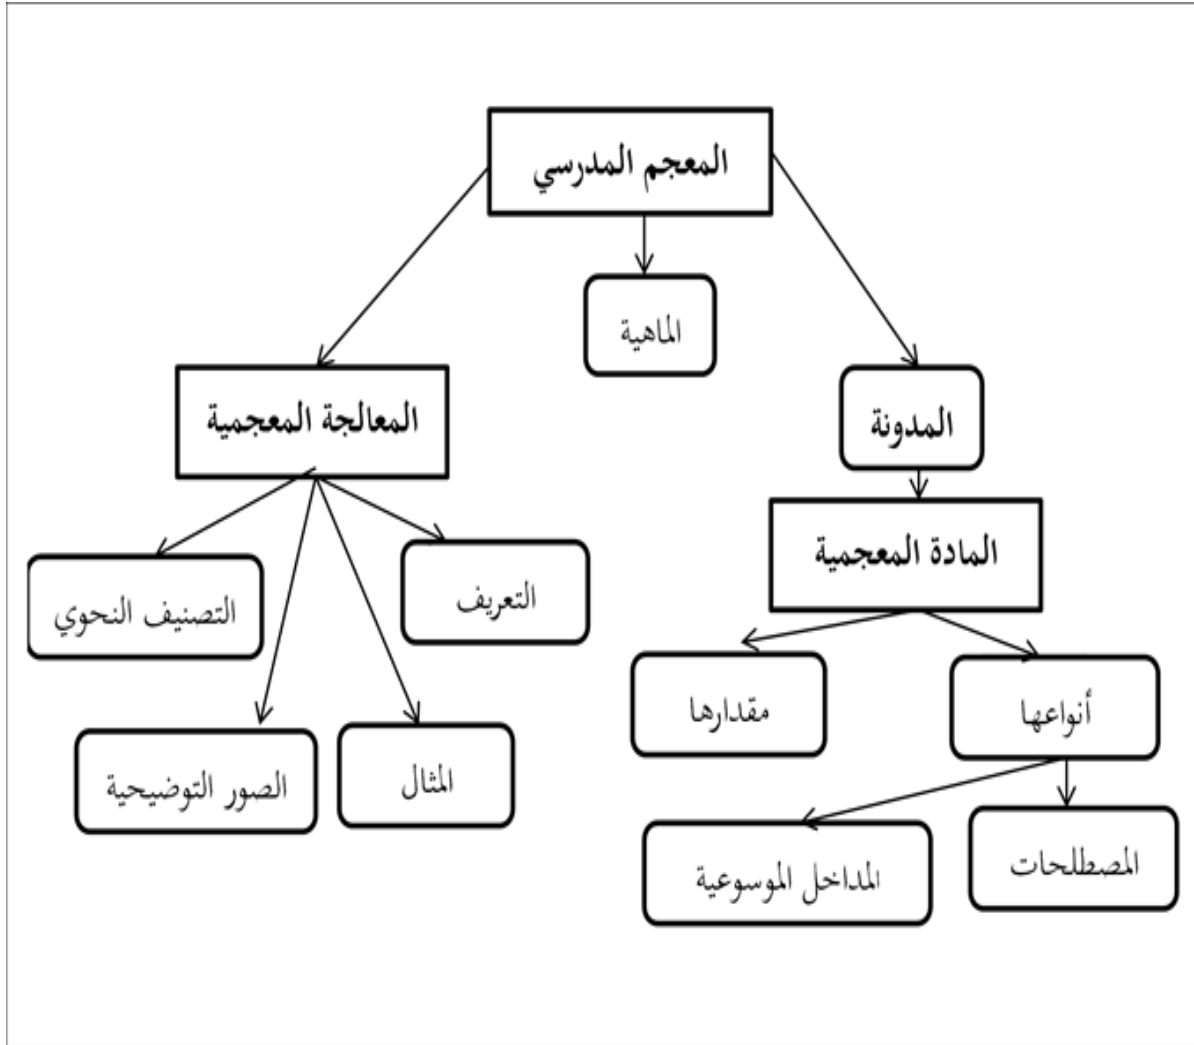 المعجم المدرسي
الماهية
المدونة
المعالجة المعجمية
المادة المعجمية
التعريف
التصنيف النحوي
أنواعها
مقدارها
المثال
الصور التوضيحية
المصطلحات
المداخل الموسوعية